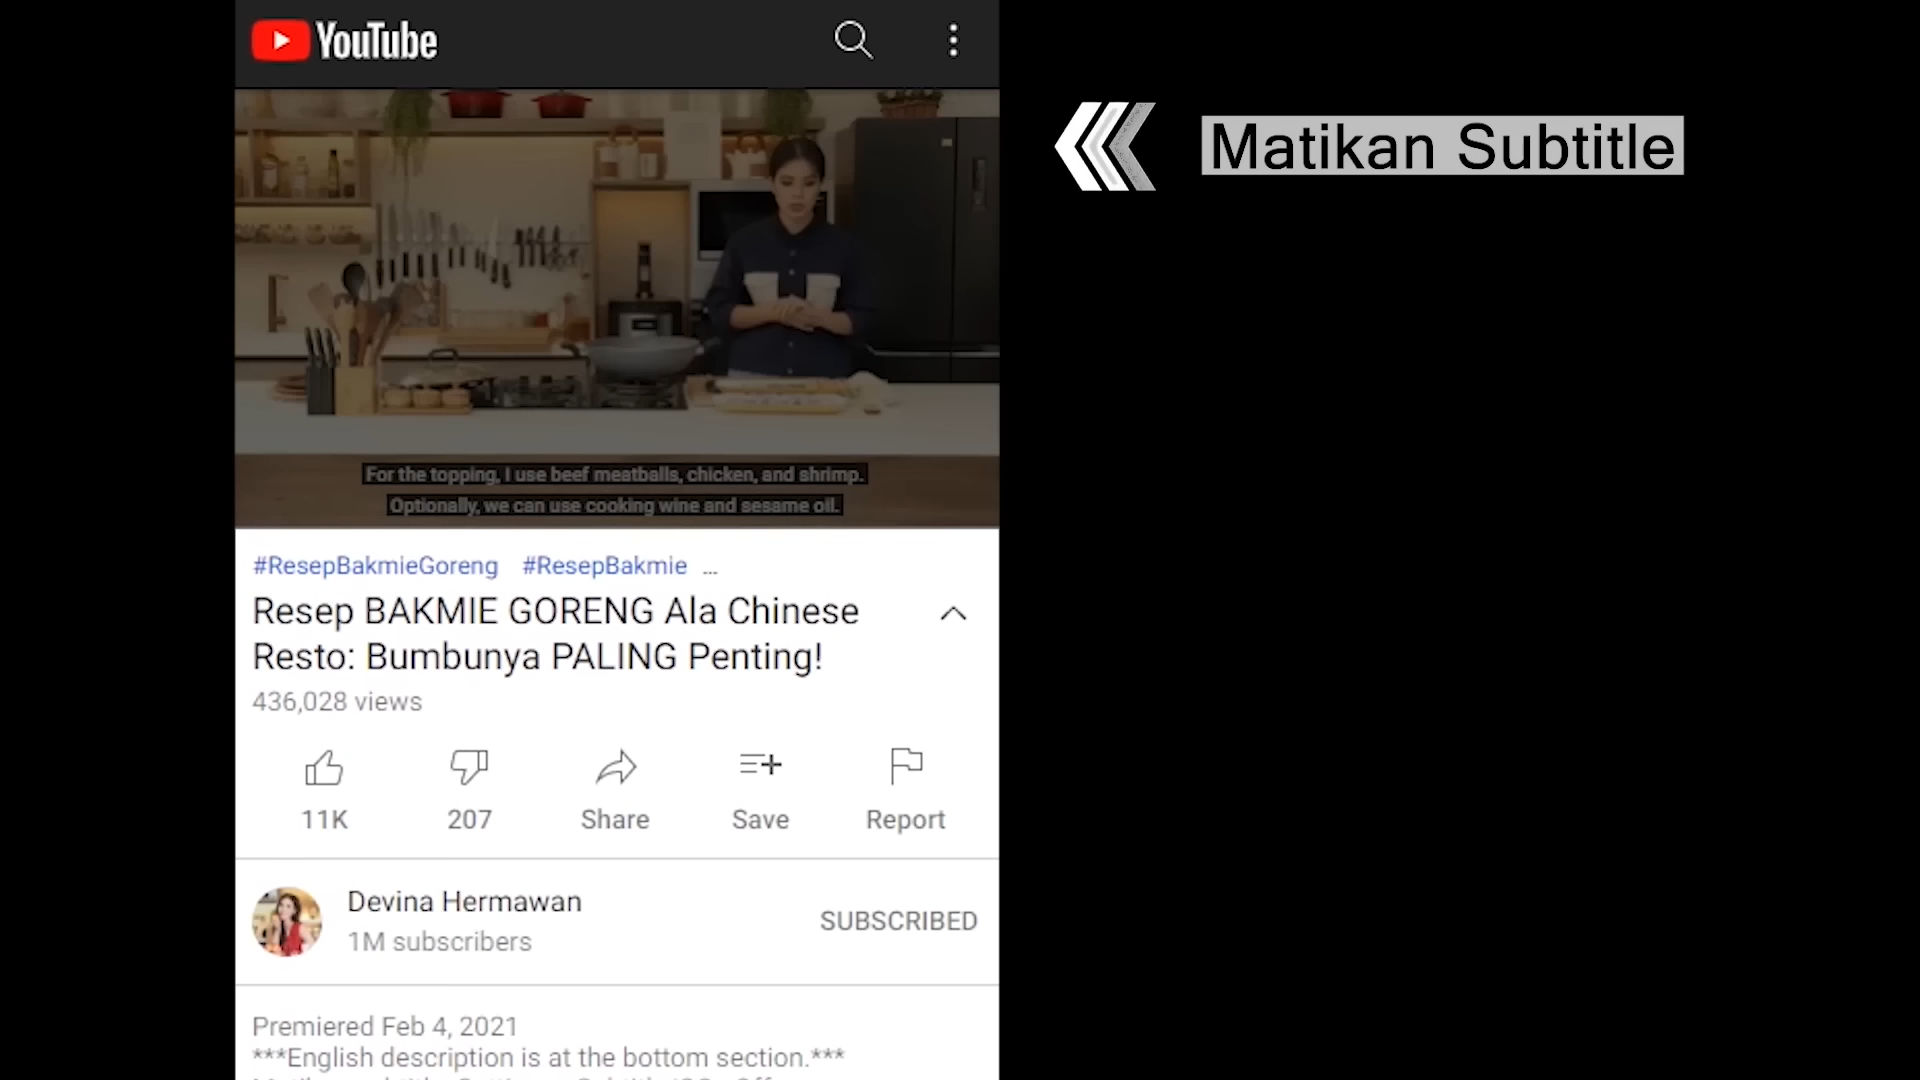 YouTube
Matikan Subtitle
For the topping, I use beef meatballs, chicken, and shrimp.
Optionally, we can use cooking wine and sesame oil.
#ResepBakmieGoreng #ResepBakmie ...
Resep BAKMIE GORENG Ala Chinese
Resto: Bumbunya PALING Penting!
436,028 views
11K 207 Share Save Report
Devina Hermawan
1M subscribers
SUBSCRIBED
Premiered Feb 4, 2021
***English description is at the bottom section.***